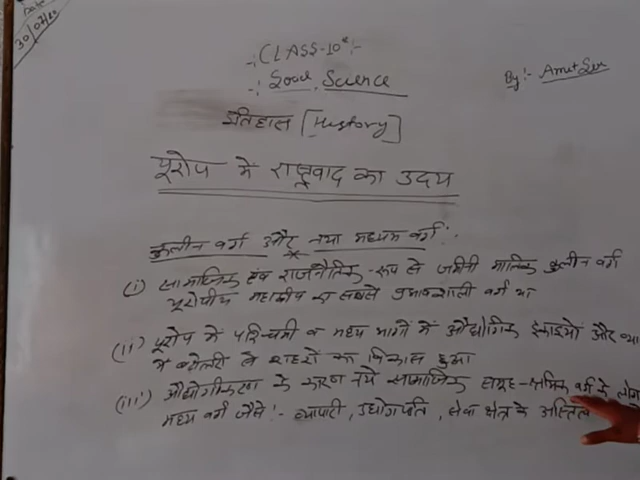 Date
30/07/20
-: CLASS-10th :-
-: Social Science
By:- Amit Sir
इतिहास [History]
यूरोप में राष्ट्रवाद का उदय
कुलीन वर्ग और नया मध्यम वर्ग :-
(i) सामाजिक एवं राजनैतिक रूप से जमीनी मालिक कुलीन वर्ग
यूरोपीय महाद्वीप का सबसे प्रभावशाली वर्ग था
(ii) यूरोप में पश्चिमी व मध्य भागों में औद्योगिक इकाइयों और
में बढ़ोतरी से शहरों का विकास हुआ
(iii) औद्योगीकरण के कारण नये सामाजिक समूह - श्रमिक वर्ग के लोग
मध्य वर्ग जैसे :- व्यापारी, उद्योगपति, सेवा क्षेत्र के